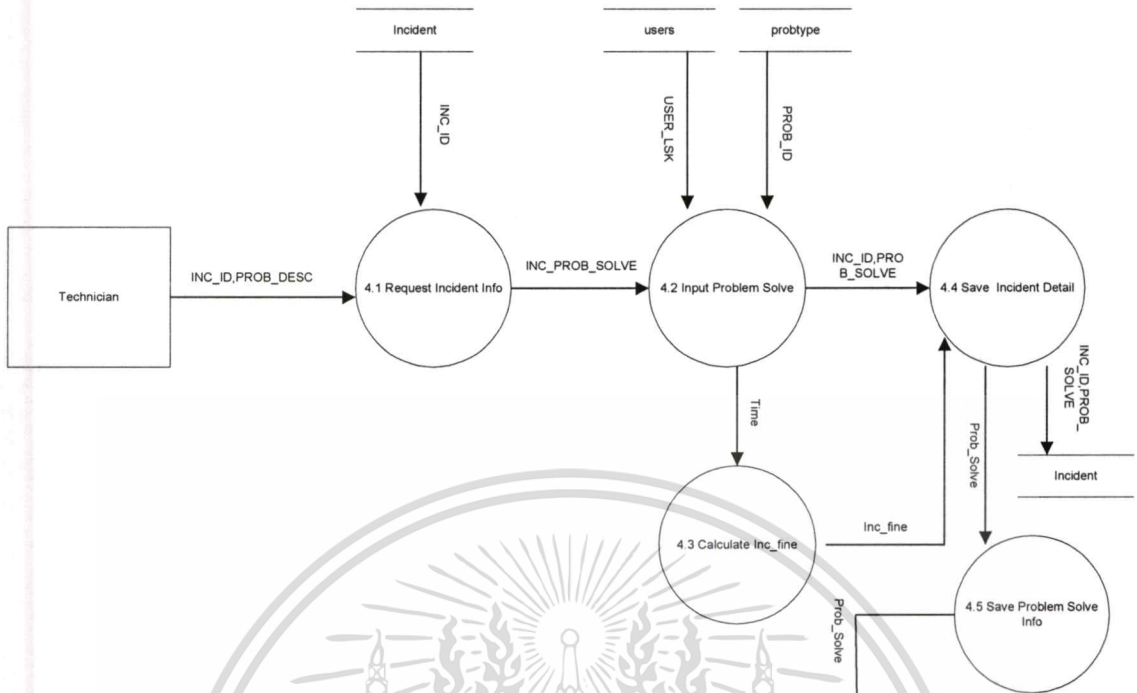 Incident
users
probtype
INC_ID
USER_LSK
PROB_ID
Technician
INC_ID,PROB_DESC
4.1 Request Incident Info
INC_PROB_SOLVE
4.2 Input Problem Solve
INC_ID,PRO
B_SOLVE
4.4 Save Incident Detail
Time
Prob_Solve
INC_ID,PROB_
SOLVE
Incident
4.3 Calculate Inc_fine
Inc_fine
Prob_Solve
4.5 Save Problem Solve
Info